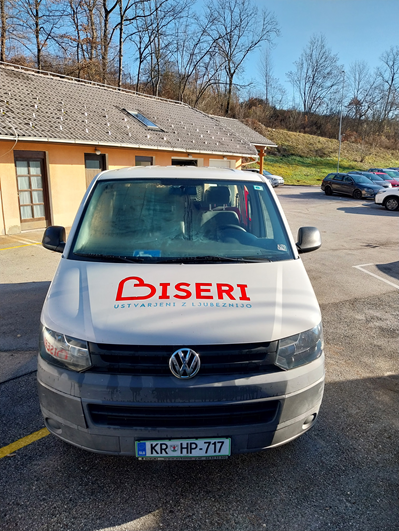 BISERI
USTVARJENI Z LJUBEZNIJO
KR HP-717